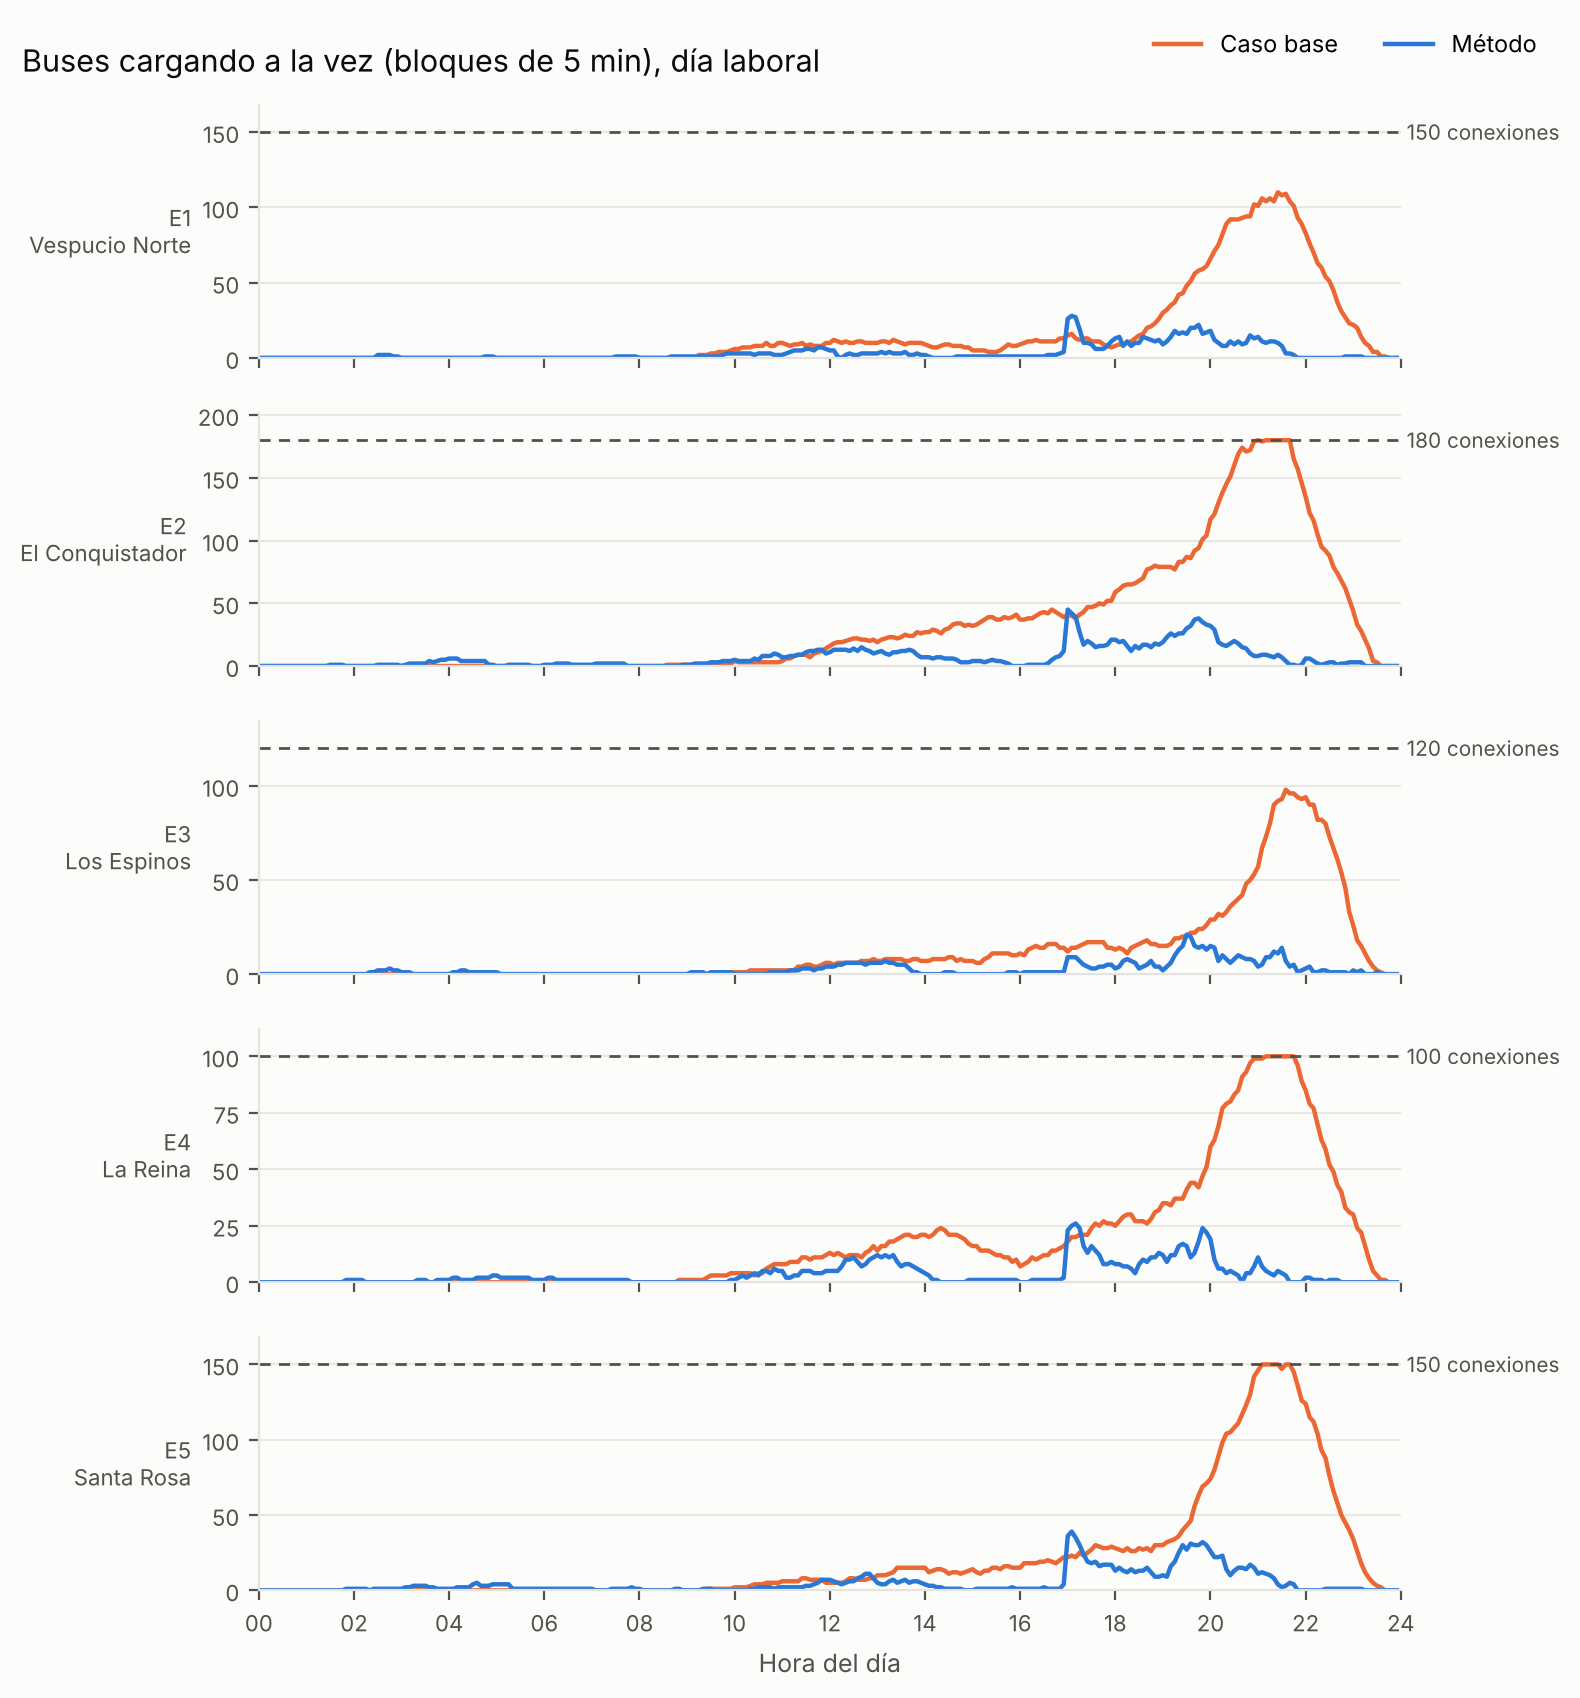 Buses cargando a la vez (bloques de 5 min), día laboral
Caso base
Método
150
100
50
0
E1
Vespucio Norte
150 conexiones
200
150
100
50
0
E2
El Conquistador
180 conexiones
100
50
0
E3
Los Espinos
120 conexiones
100
75
50
25
0
E4
La Reina
100 conexiones
150
100
50
0
E5
Santa Rosa
150 conexiones
00 02 04 06 08 10 12 14 16 18 20 22 24
Hora del día